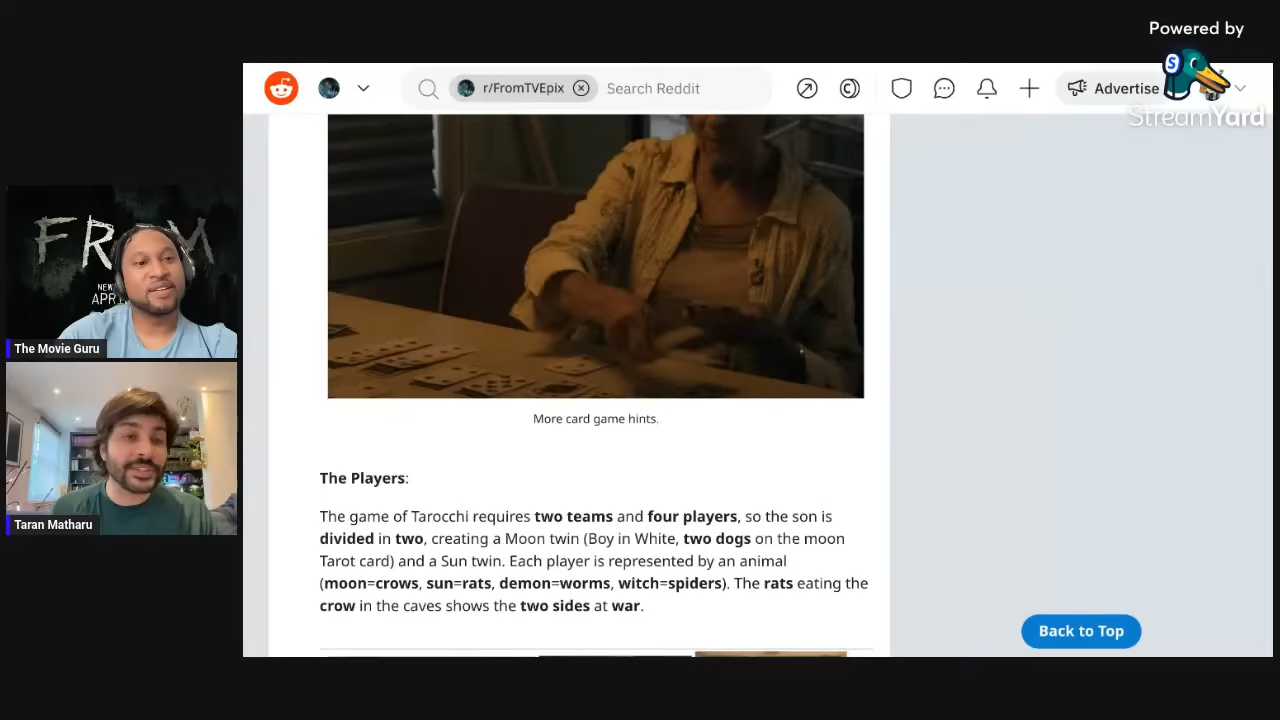 Powered by
StreamYard
r/FromTVEpix
Search Reddit
Advertise
FROM
NEW
APRI
The Movie Guru
Taran Matharu
More card game hints.
The Players:
The game of Tarocchi requires two teams and four players, so the son is
divided in two, creating a Moon twin (Boy in White, two dogs on the moon
Tarot card) and a Sun twin. Each player is represented by an animal
(moon=crows, sun=rats, demon=worms, witch=spiders). The rats eating the
crow in the caves shows the two sides at war.
Back to Top